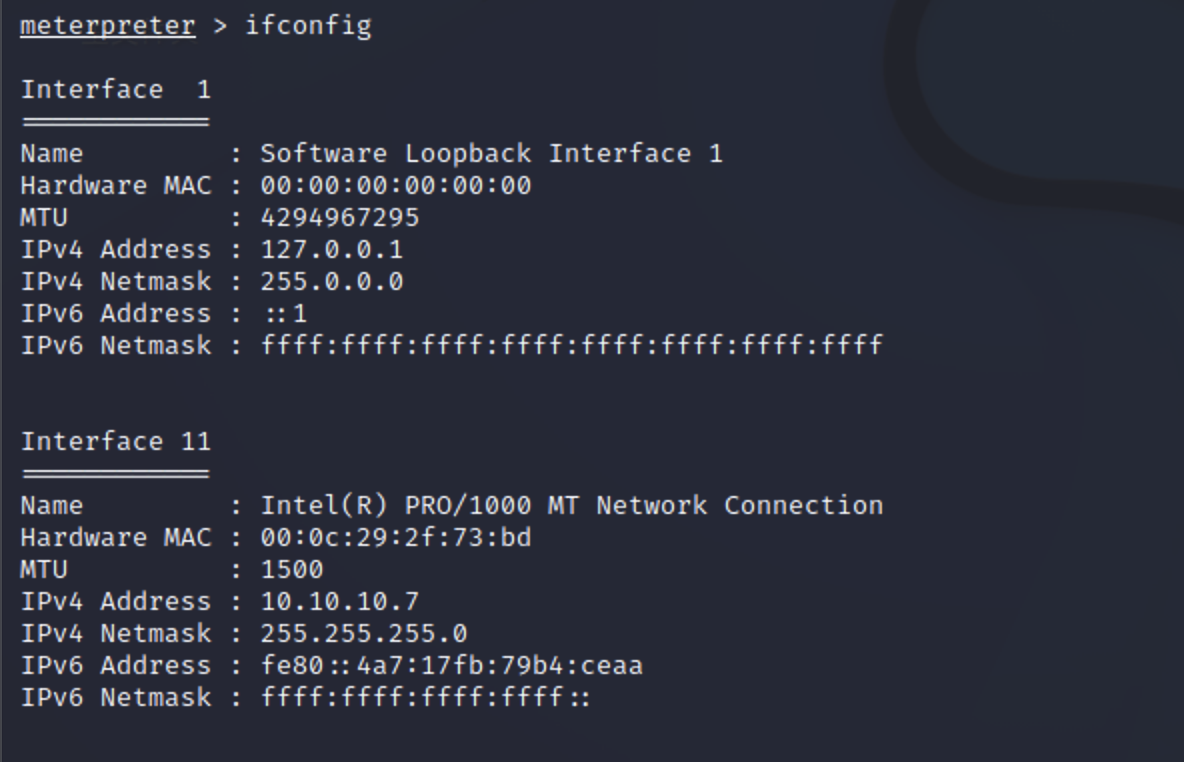 meterpreter > ifconfig
Interface  1
============
Name         : Software Loopback Interface 1
Hardware MAC : 00:00:00:00:00:00
MTU          : 4294967295
IPv4 Address : 127.0.0.1
IPv4 Netmask : 255.0.0.0
IPv6 Address : ::1
IPv6 Netmask : ffff:ffff:ffff:ffff:ffff:ffff:ffff:ffff
Interface 11
============
Name         : Intel(R) PRO/1000 MT Network Connection
Hardware MAC : 00:0c:29:2f:73:bd
MTU          : 1500
IPv4 Address : 10.10.10.7
IPv4 Netmask : 255.255.255.0
IPv6 Address : fe80::4a7:17fb:79b4:ceaa
IPv6 Netmask : ffff:ffff:ffff:ffff::